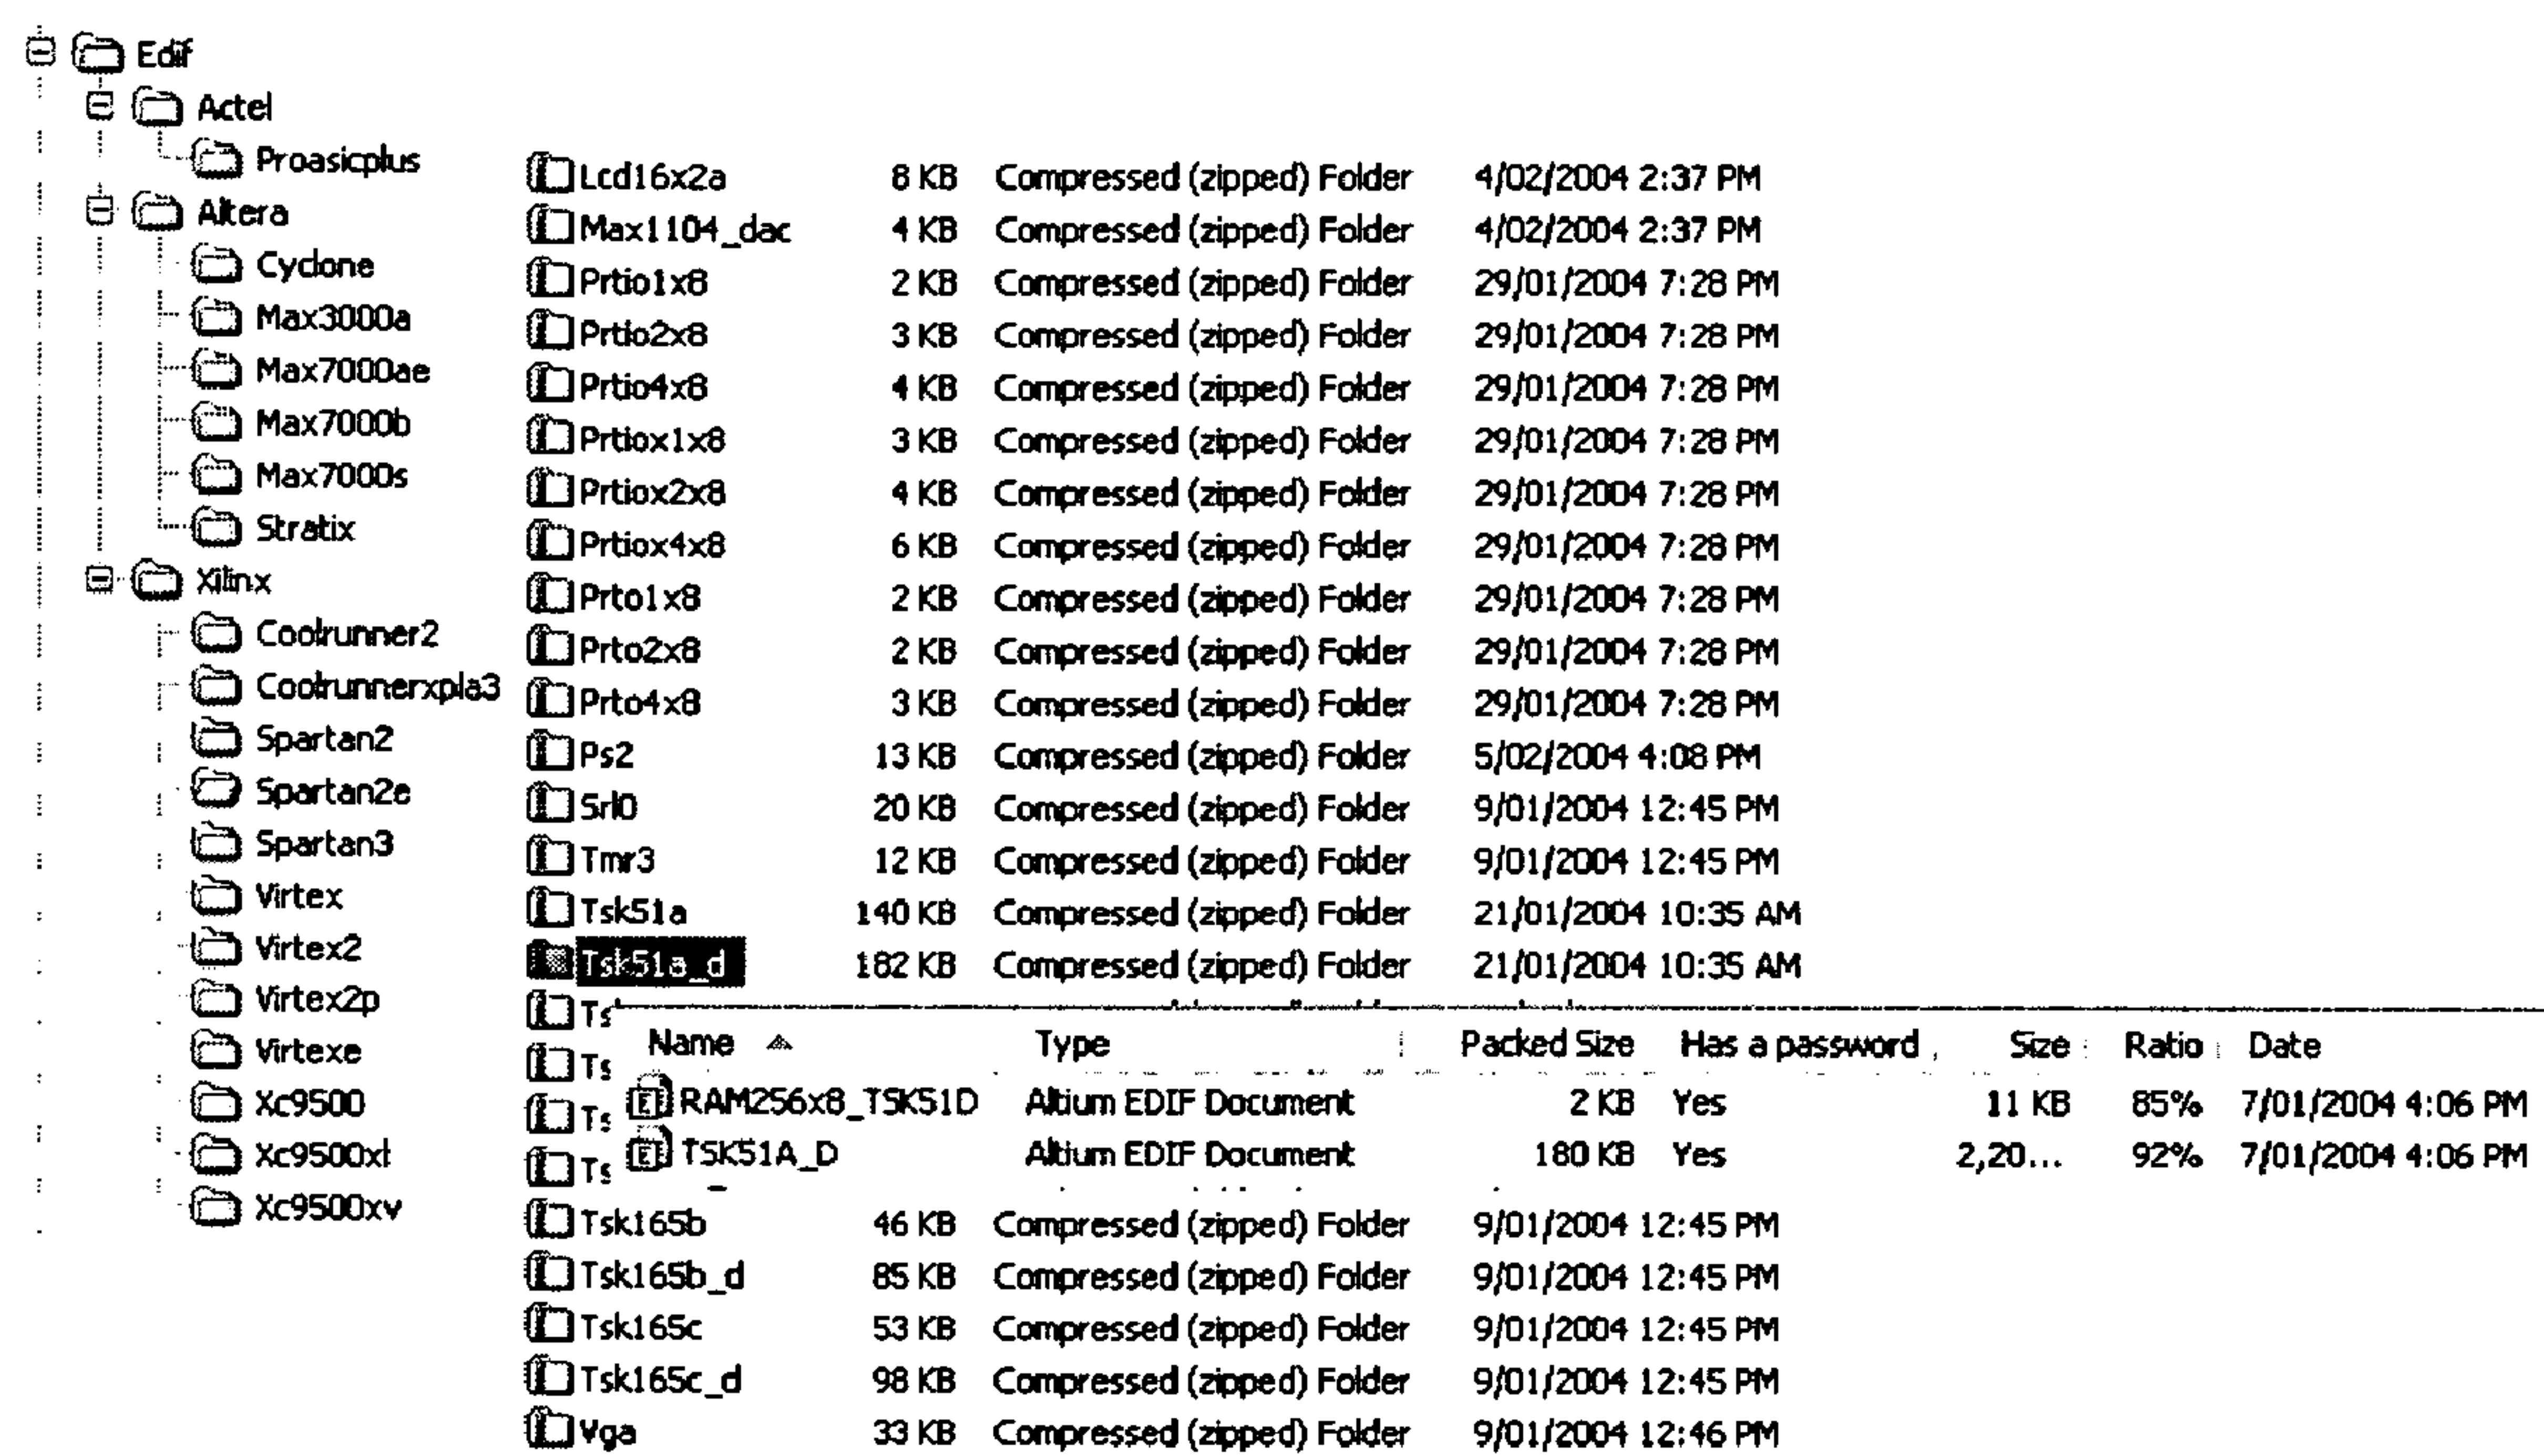 Edif
Actel
Proasicplus
Altera
Cyclone
Max3000a
Max7000ae
Max7000b
Max7000s
Stratix
Xilinx
Coolrunner2
Coolrunnerxpla3
Spartan2
Spartan2e
Spartan3
Virtex
Virtex2
Virtex2p
Virtexe
Xc9500
Xc9500xl
Xc9500xv
Lcd16x2a 8 KB Compressed (zipped) Folder 4/02/2004 2:37 PM
Max1104_dac 4 KB Compressed (zipped) Folder 4/02/2004 2:37 PM
Prtio1x8 2 KB Compressed (zipped) Folder 29/01/2004 7:28 PM
Prtio2x8 3 KB Compressed (zipped) Folder 29/01/2004 7:28 PM
Prtio4x8 4 KB Compressed (zipped) Folder 29/01/2004 7:28 PM
Prtiox1x8 3 KB Compressed (zipped) Folder 29/01/2004 7:28 PM
Prtiox2x8 4 KB Compressed (zipped) Folder 29/01/2004 7:28 PM
Prtiox4x8 6 KB Compressed (zipped) Folder 29/01/2004 7:28 PM
Prto1x8 2 KB Compressed (zipped) Folder 29/01/2004 7:28 PM
Prto2x8 2 KB Compressed (zipped) Folder 29/01/2004 7:28 PM
Prto4x8 3 KB Compressed (zipped) Folder 29/01/2004 7:28 PM
Ps2 13 KB Compressed (zipped) Folder 5/02/2004 4:08 PM
Srl0 20 KB Compressed (zipped) Folder 9/01/2004 12:45 PM
Tmr3 12 KB Compressed (zipped) Folder 9/01/2004 12:45 PM
Tsk51a 140 KB Compressed (zipped) Folder 21/01/2004 10:35 AM
Tsk51a_d 182 KB Compressed (zipped) Folder 21/01/2004 10:35 AM
Ts
Ts
Ts
Ts
Name Type Packed Size Has a password Size Ratio Date
RAM256x8_TSK51D Altium EDIF Document 2 KB Yes 11 KB 85% 7/01/2004 4:06 PM
TSK51A_D Altium EDIF Document 180 KB Yes 2,20... 92% 7/01/2004 4:06 PM
Tsk165b 46 KB Compressed (zipped) Folder 9/01/2004 12:45 PM
Tsk165b_d 85 KB Compressed (zipped) Folder 9/01/2004 12:45 PM
Tsk165c 53 KB Compressed (zipped) Folder 9/01/2004 12:45 PM
Tsk165c_d 98 KB Compressed (zipped) Folder 9/01/2004 12:45 PM
Vga 33 KB Compressed (zipped) Folder 9/01/2004 12:46 PM